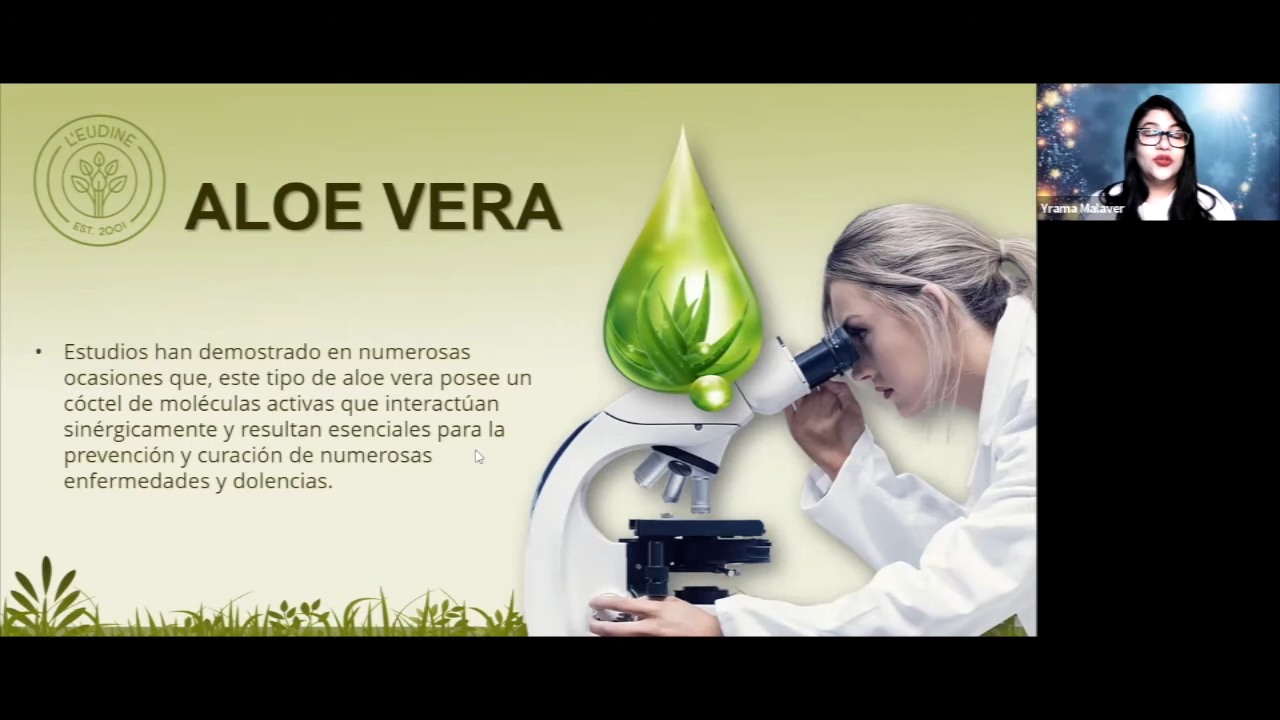 L'EUDINE
EST. 2001
ALOE VERA
• Estudios han demostrado en numerosas
ocasiones que, este tipo de aloe vera posee un
cóctel de moléculas activas que interactúan
sinérgicamente y resultan esenciales para la
prevención y curación de numerosas
enfermedades y dolencias.
Yrama Malaver